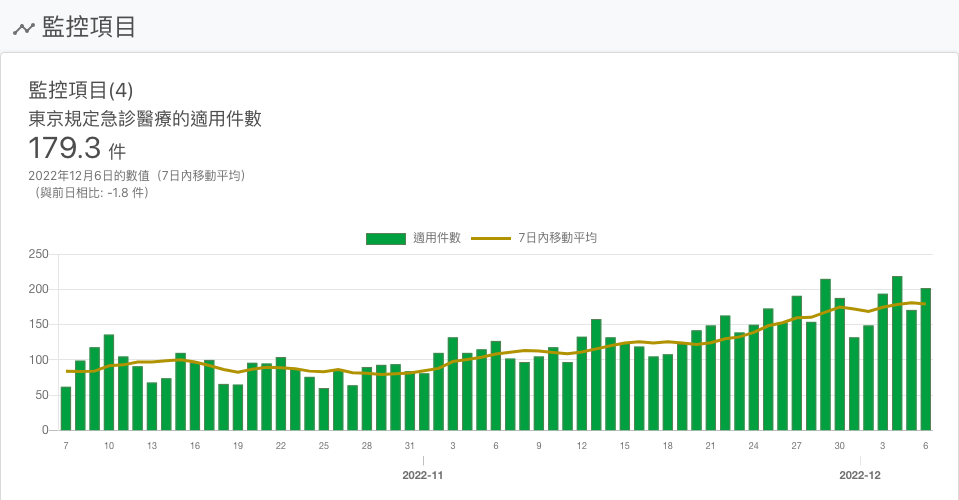 監控項目
監控項目(4)
東京規定急診醫療的適用件數
179.3 件
2022年12月6日的數值（7日內移動平均）
（與前日相比: -1.8 件）
適用件數 7日內移動平均
250
200
150
100
50
0
7 10 13 16 19 22 25 28 31 3 6 9 12 15 18 21 24 27 30 3 6
2022-11 2022-12